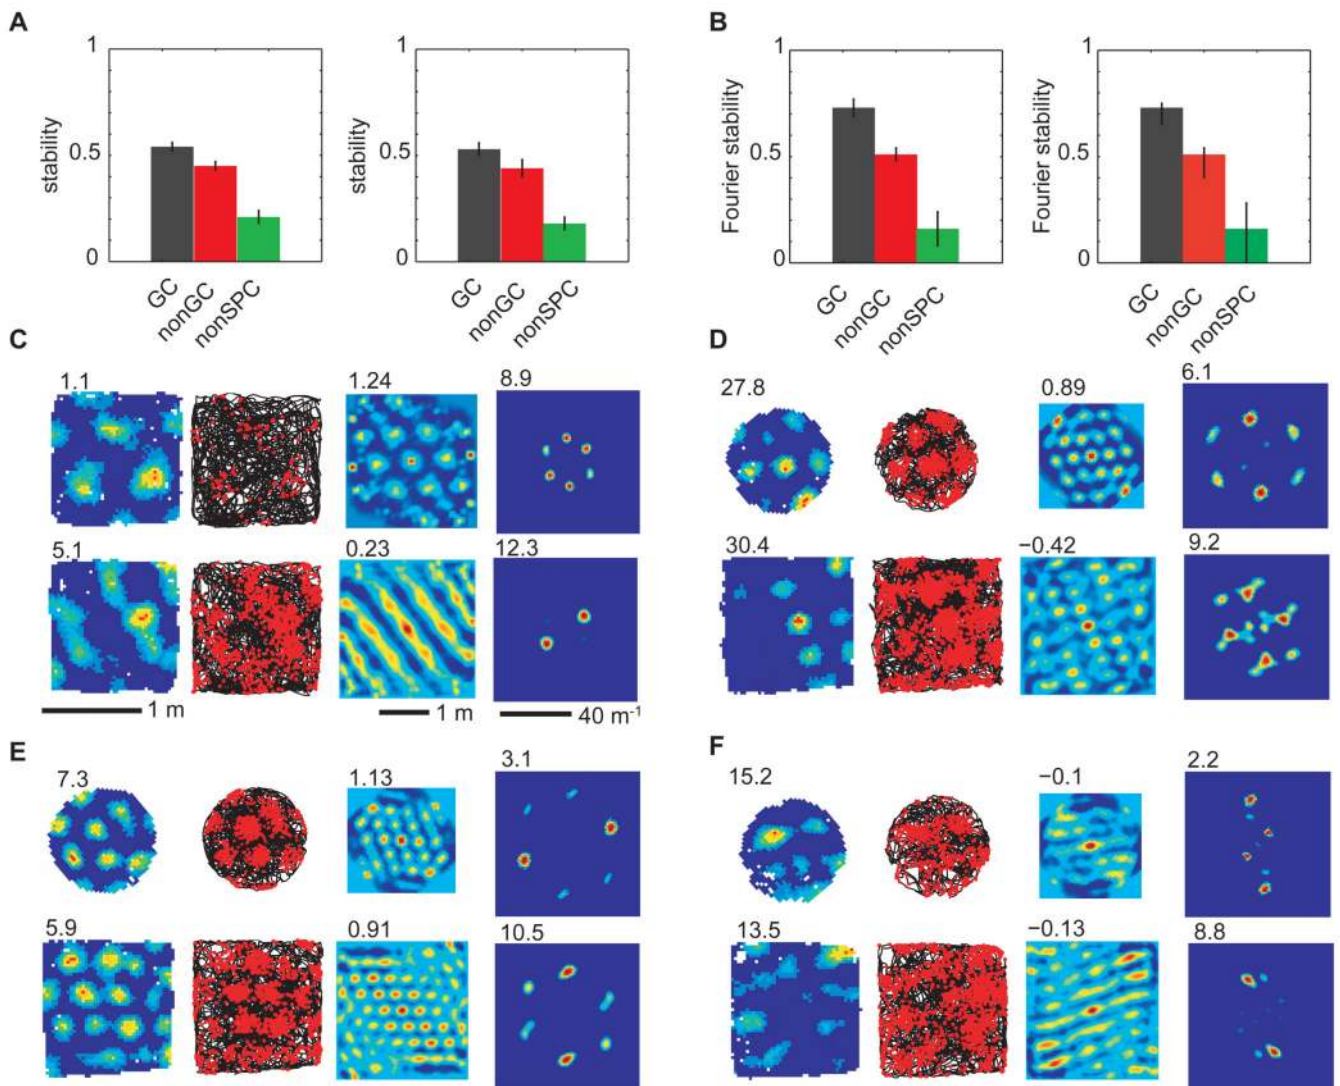 A
1
stability
0.5
0
GC
nonGC
nonSPC
1
stability
0.5
0
GC
nonGC
nonSPC
B
1
Fourier stability
0.5
0
GC
nonGC
nonSPC
1
Fourier stability
0.5
0
GC
nonGC
nonSPC
C
1.1
1.24
8.9
5.1
0.23
12.3
1 m
1 m
40 m⁻¹
D
27.8
0.89
6.1
30.4
−0.42
9.2
E
7.3
1.13
3.1
5.9
0.91
10.5
F
15.2
−0.1
2.2
13.5
−0.13
8.8